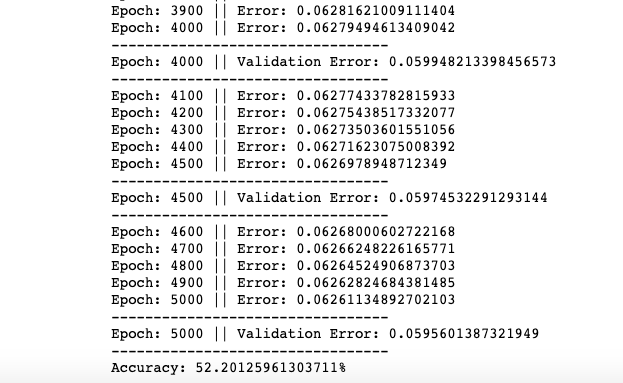 Epoch: 3900 || Error: 0.06281621009111404
Epoch: 4000 || Error: 0.06279494613409042
---------------------------------
Epoch: 4000 || Validation Error: 0.059948213398456573
---------------------------------
Epoch: 4100 || Error: 0.06277433782815933
Epoch: 4200 || Error: 0.06275438517332077
Epoch: 4300 || Error: 0.06273503601551056
Epoch: 4400 || Error: 0.06271623075008392
Epoch: 4500 || Error: 0.0626978948712349
---------------------------------
Epoch: 4500 || Validation Error: 0.05974532291293144
---------------------------------
Epoch: 4600 || Error: 0.06268000602722168
Epoch: 4700 || Error: 0.06266248226165771
Epoch: 4800 || Error: 0.06264524906873703
Epoch: 4900 || Error: 0.06262824684381485
Epoch: 5000 || Error: 0.06261134892702103
---------------------------------
Epoch: 5000 || Validation Error: 0.0595601387321949
---------------------------------
Accuracy: 52.20125961303711%